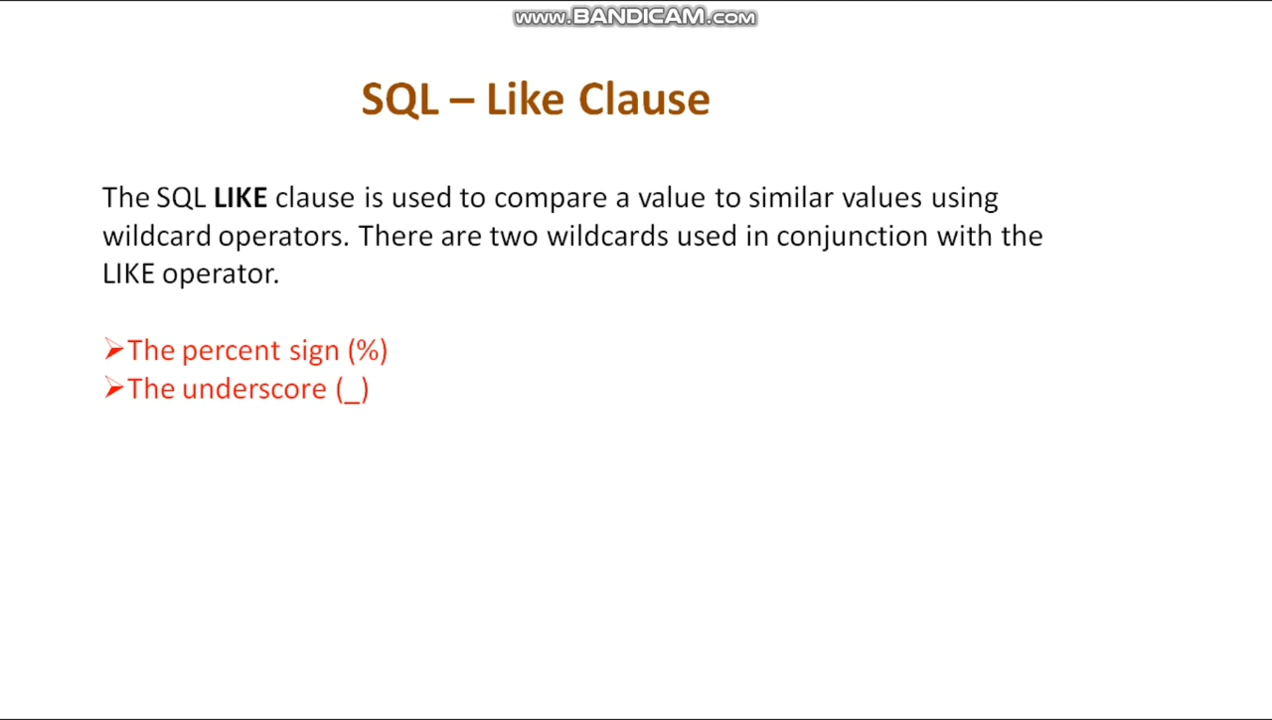 www.BANDICAM.com
SQL – Like Clause
The SQL LIKE clause is used to compare a value to similar values using
wildcard operators. There are two wildcards used in conjunction with the
LIKE operator.
➢The percent sign (%)
➢The underscore (_)